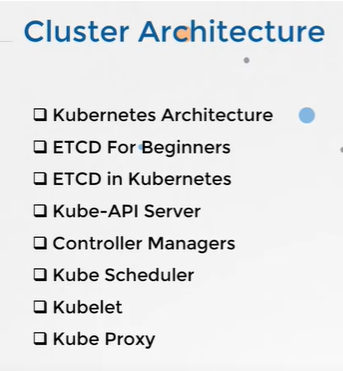 Cluster Architecture
❑ Kubernetes Architecture
❑ ETCD For Beginners
❑ ETCD in Kubernetes
❑ Kube-API Server
❑ Controller Managers
❑ Kube Scheduler
❑ Kubelet
❑ Kube Proxy